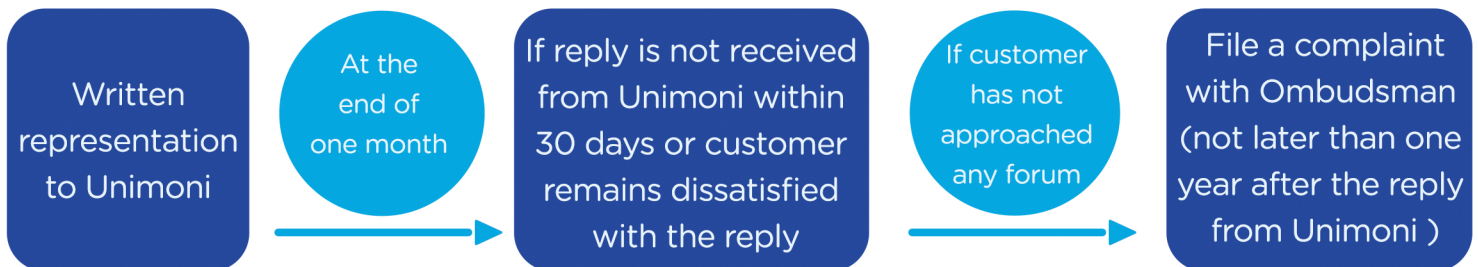 Written
representation
to Unimoni
At the
end of
one month
If reply is not received
from Unimoni within
30 days or customer
remains dissatisfied
with the reply
If customer
has not
approached
any forum
File a complaint
with Ombudsman
(not later than one
year after the reply
from Unimoni )